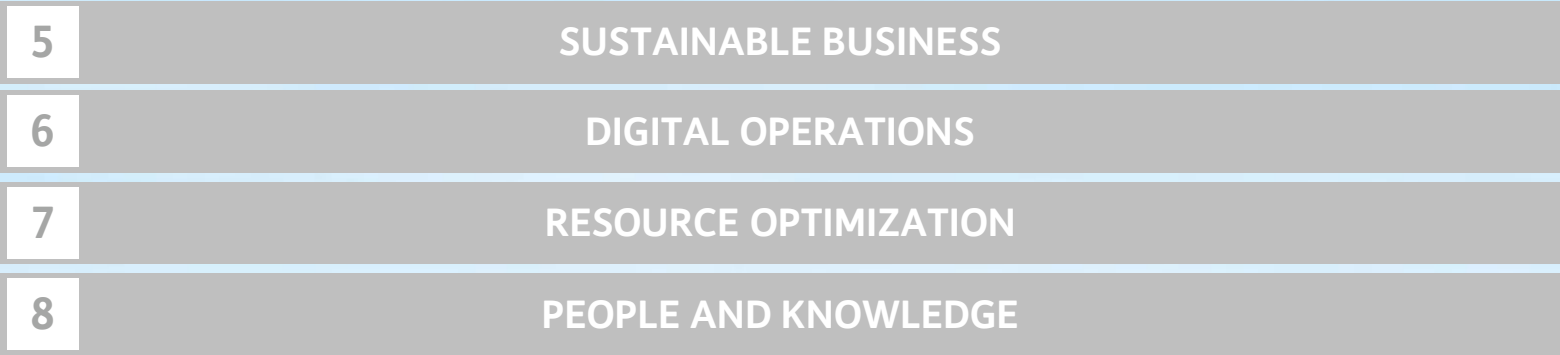 5 SUSTAINABLE BUSINESS
6 DIGITAL OPERATIONS
7 RESOURCE OPTIMIZATION
8 PEOPLE AND KNOWLEDGE